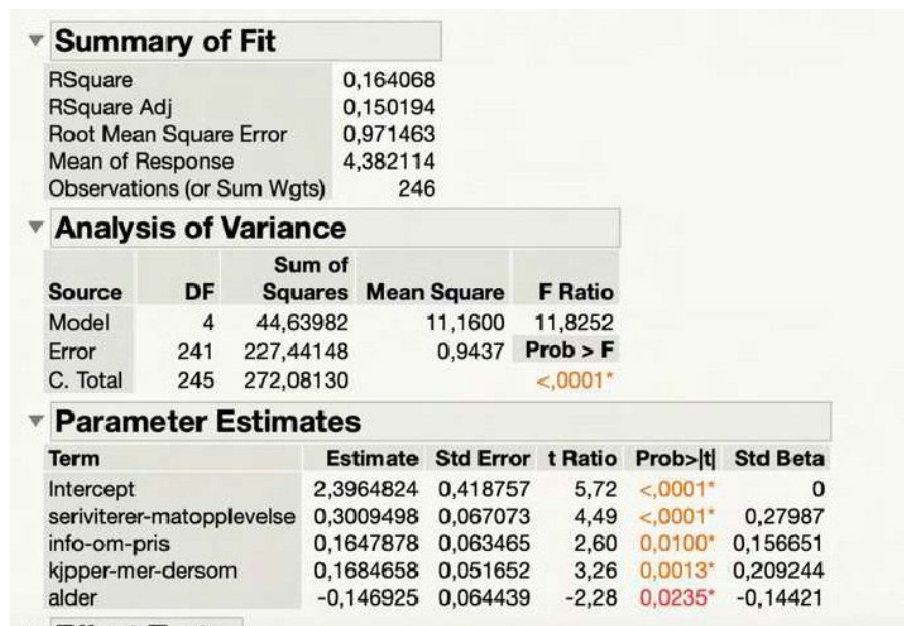 Summary of Fit
RSquare 0,164068
RSquare Adj 0,150194
Root Mean Square Error 0,971463
Mean of Response 4,382114
Observations (or Sum Wgts) 246
Analysis of Variance
Sum of
Source DF Squares Mean Square F Ratio
Model 4 44,63982 11,1600 11,8252
Error 241 227,44148 0,9437 Prob > F
C. Total 245 272,08130 <,0001*
Parameter Estimates
Term Estimate Std Error t Ratio Prob>|t| Std Beta
Intercept 2,3964824 0,418757 5,72 <,0001* 0
seriviterer-matopplevelse 0,3009498 0,067073 4,49 <,0001* 0,27987
info-om-pris 0,1647878 0,063465 2,60 0,0100* 0,156651
kjpper-mer-dersom 0,1684658 0,051652 3,26 0,0013* 0,209244
alder -0,146925 0,064439 -2,28 0,0235* -0,14421